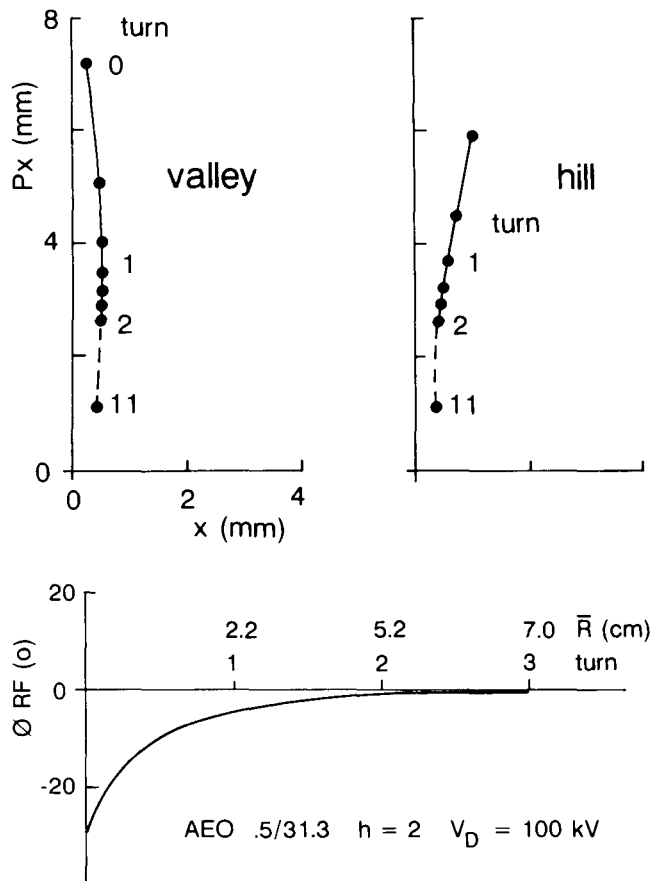 8
turn
0
Px (mm)
valley
hill
turn
4
1
1
2
2
11
11
0
0
2
4
x (mm)
20
Ø RF (o)
2.2
5.2
7.0
R̅ (cm)
1
2
3
turn
0
-20
AEO .5/31.3 h = 2 V_D = 100 kV